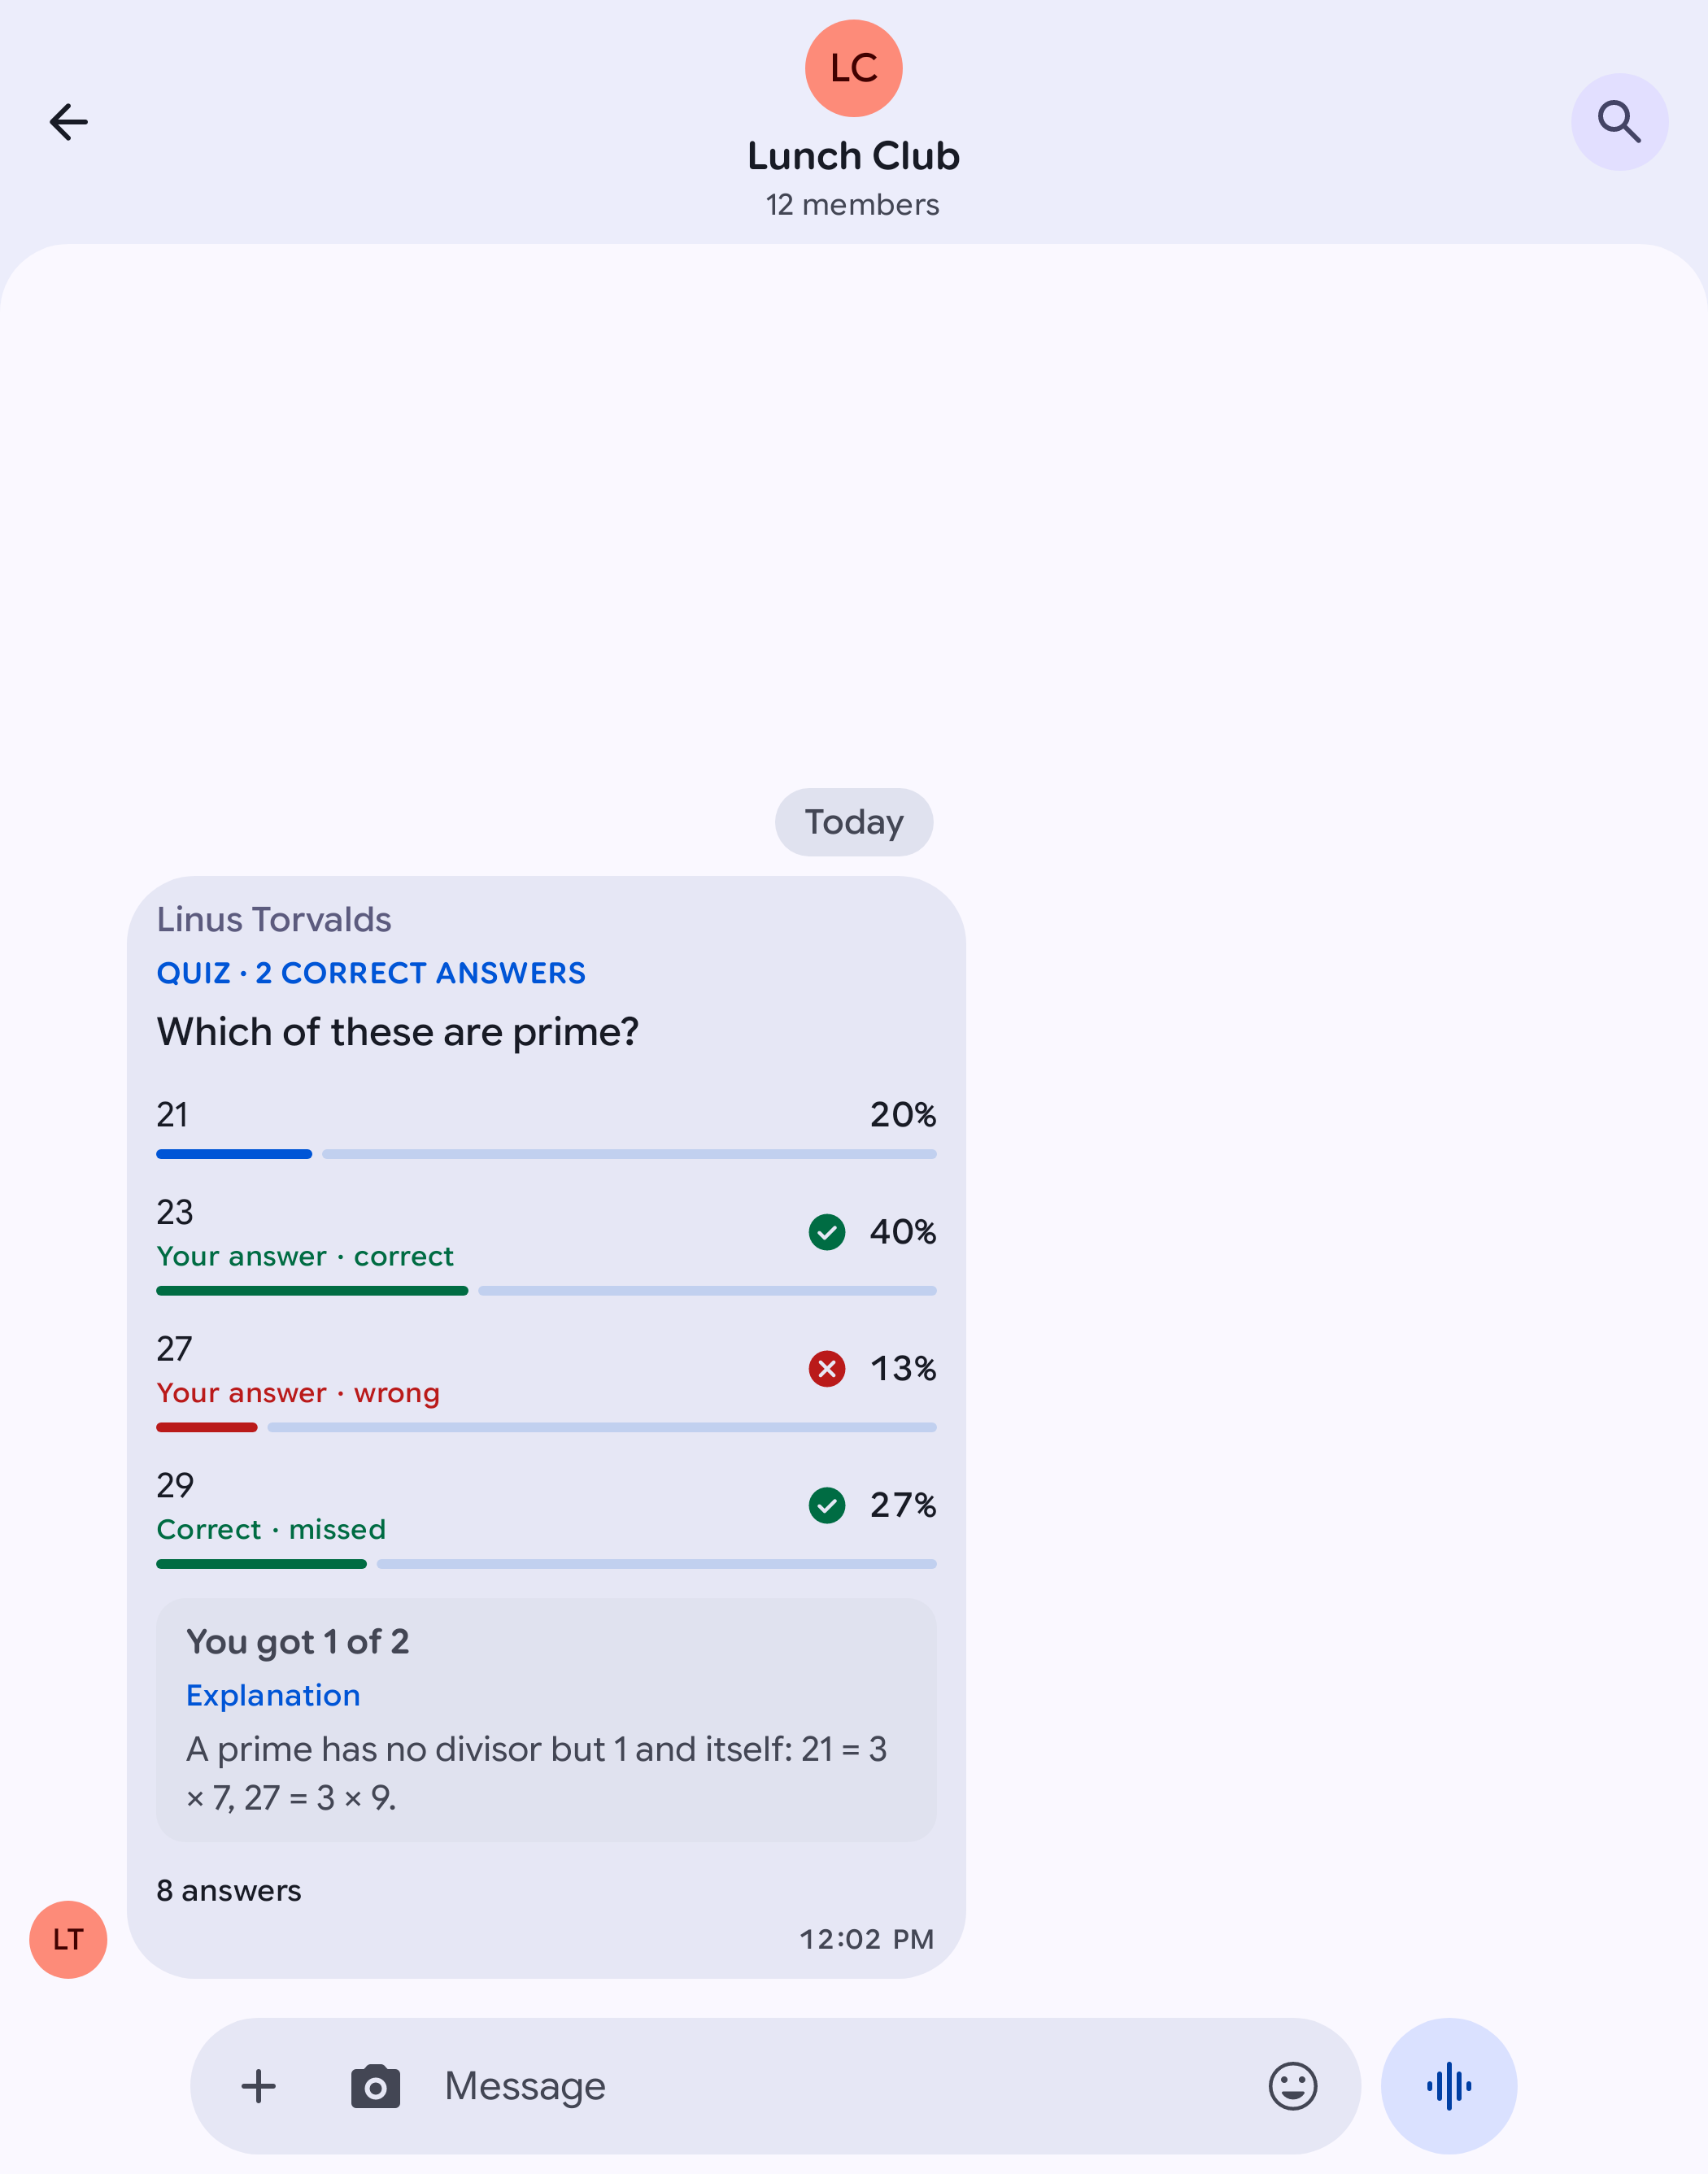 LC
Lunch Club
12 members
Today
Linus Torvalds
QUIZ · 2 CORRECT ANSWERS
Which of these are prime?
21 20%
23 40%
Your answer · correct
27 13%
Your answer · wrong
29 27%
Correct · missed
You got 1 of 2
Explanation
A prime has no divisor but 1 and itself: 21 = 3
× 7, 27 = 3 × 9.
8 answers
LT
12:02 PM
Message